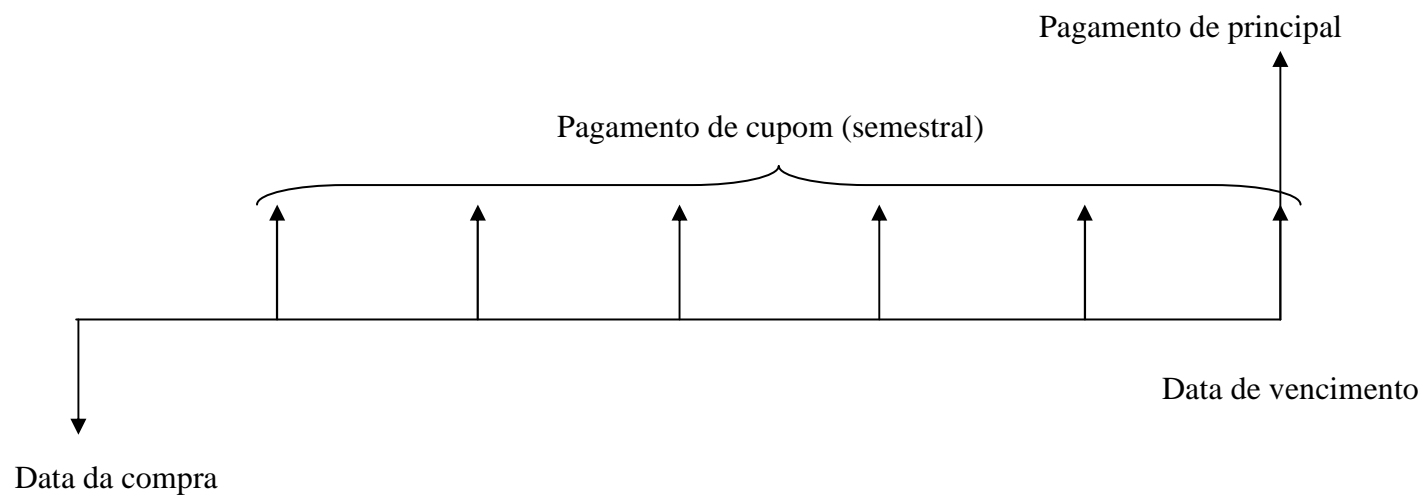 Pagamento de principal
Pagamento de cupom (semestral)
Data de vencimento
Data da compra